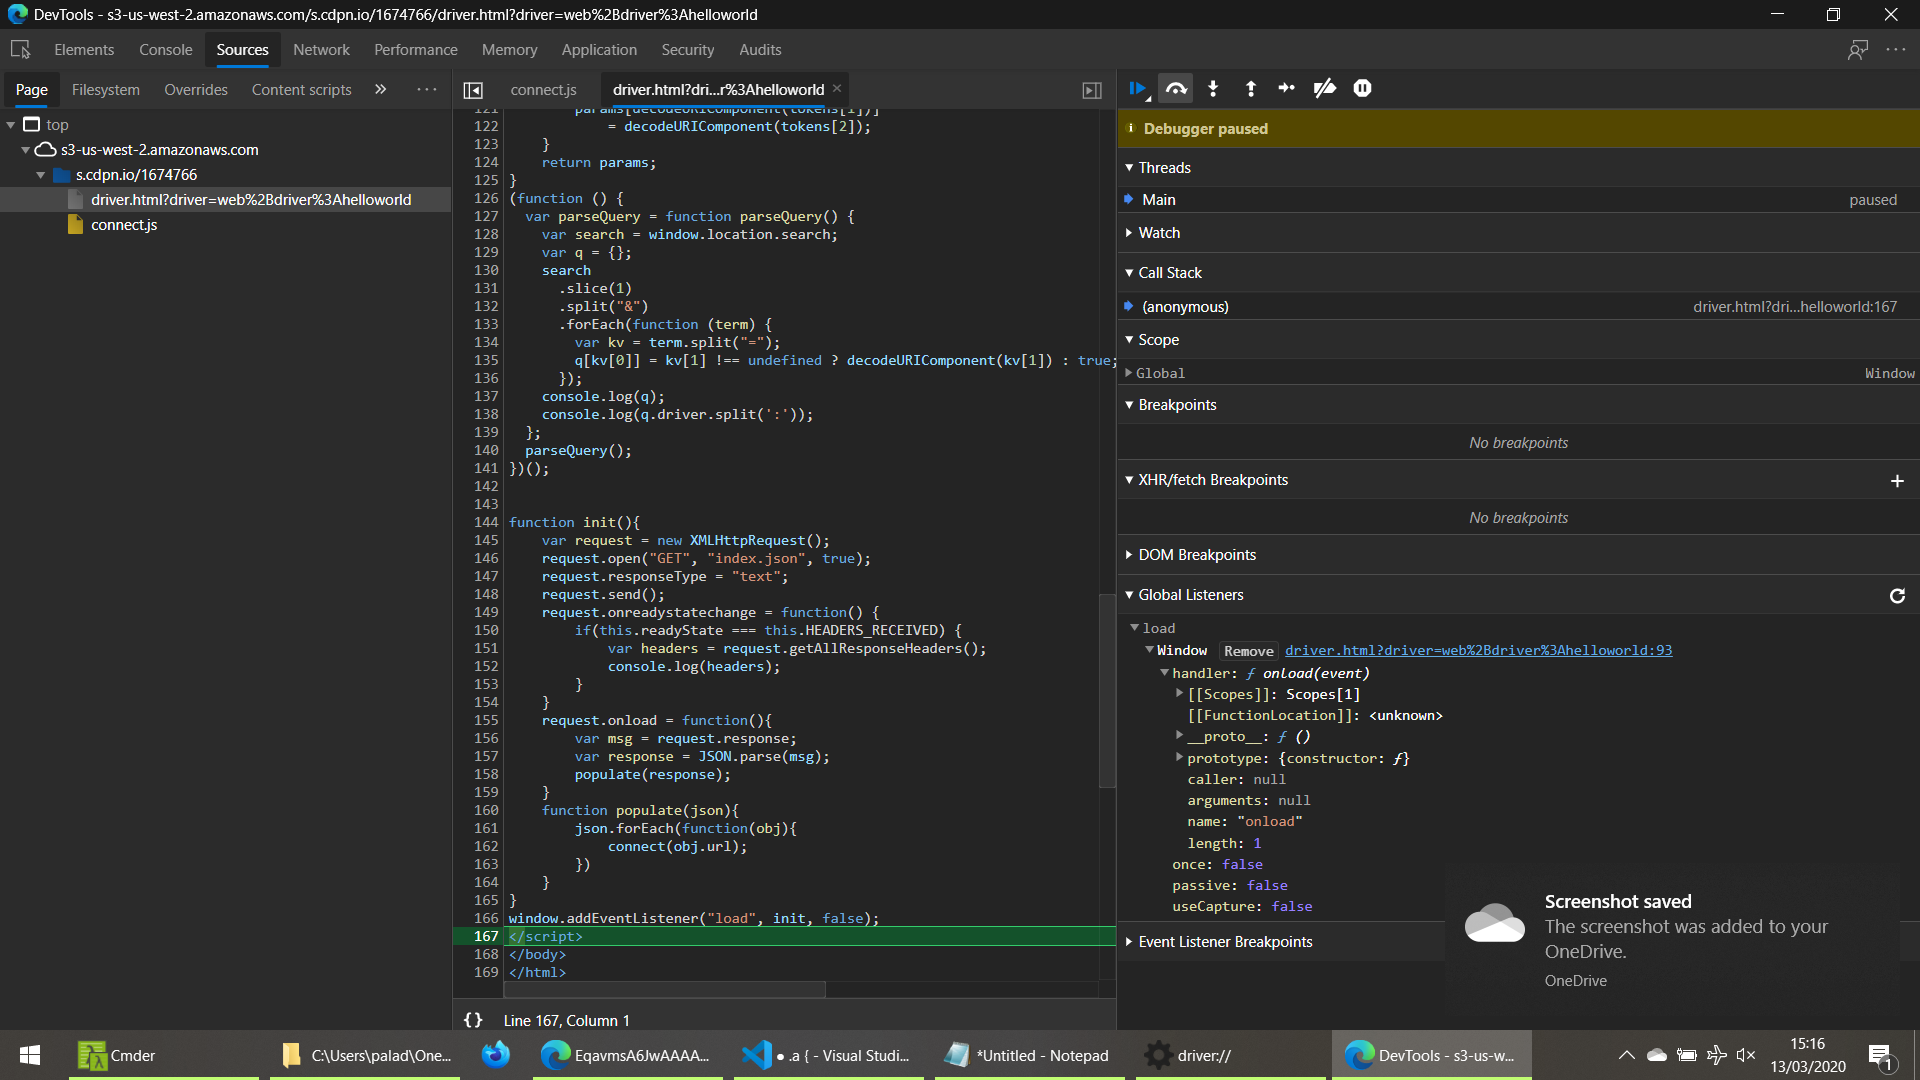 DevTools - s3-us-west-2.amazonaws.com/s.cdpn.io/1674766/driver.html?driver=web%2Bdriver%3Ahelloworld
Elements Console Sources Network Performance Memory Application Security Audits
Page Filesystem Overrides Content scripts » ···
top
s3-us-west-2.amazonaws.com
s.cdpn.io/1674766
driver.html?driver=web%2Bdriver%3Ahelloworld
connect.js
connect.js driver.html?dri...r%3Ahelloworld ×
121 params[decodeURIComponent(tokens[1])]
122 = decodeURIComponent(tokens[2]);
123 }
124 return params;
125 }
126 (function () {
127 var parseQuery = function parseQuery() {
128 var search = window.location.search;
129 var q = {};
130 search
131 .slice(1)
132 .split("&")
133 .forEach(function (term) {
134 var kv = term.split("=");
135 q[kv[0]] = kv[1] !== undefined ? decodeURIComponent(kv[1]) : true;
136 });
137 console.log(q);
138 console.log(q.driver.split(':'));
139 };
140 parseQuery();
141 })();
142
143
144 function init(){
145 var request = new XMLHttpRequest();
146 request.open("GET", "index.json", true);
147 request.responseType = "text";
148 request.send();
149 request.onreadystatechange = function() {
150 if(this.readyState === this.HEADERS_RECEIVED) {
151 var headers = request.getAllResponseHeaders();
152 console.log(headers);
153 }
154 }
155 request.onload = function(){
156 var msg = request.response;
157 var response = JSON.parse(msg);
158 populate(response);
159 }
160 function populate(json){
161 json.forEach(function(obj){
162 connect(obj.url);
163 })
164 }
165 }
166 window.addEventListener("load", init, false);
167 </script>
168 </body>
169 </html>
{} Line 167, Column 1
Debugger paused
Threads
Main paused
Watch
Call Stack
(anonymous) driver.html?dri...helloworld:167
Scope
Global Window
Breakpoints
No breakpoints
XHR/fetch Breakpoints +
No breakpoints
DOM Breakpoints
Global Listeners
load
Window Remove driver.html?driver=web%2Bdriver%3Ahelloworld:93
handler: ƒ onload(event)
[[Scopes]]: Scopes[1]
[[FunctionLocation]]: <unknown>
__proto__: ƒ ()
prototype: {constructor: ƒ}
caller: null
arguments: null
name: "onload"
length: 1
once: false
passive: false
useCapture: false
Event Listener Breakpoints
Screenshot saved
The screenshot was added to your
OneDrive.
OneDrive
Cmder
C:\Users\palad\One...
EqavmsA6JwAAAA...
● .a { - Visual Studi...
*Untitled - Notepad
driver://
DevTools - s3-us-w...
15:16
13/03/2020
1